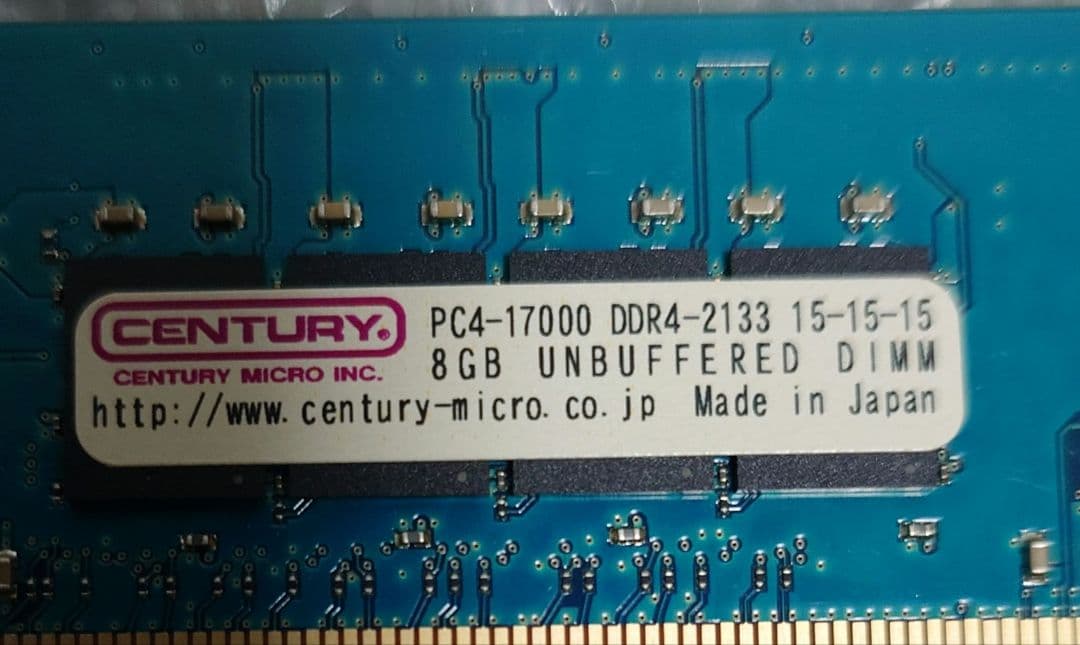 CENTURY®
CENTURY MICRO INC.
PC4-17000 DDR4-2133 15-15-15
8GB UNBUFFERED DIMM
http://www.century-micro.co.jp Made in Japan